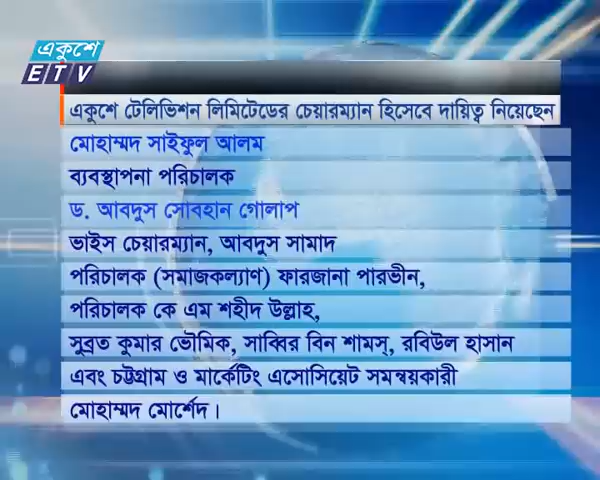 একুশে
ETV
একুশে টেলিভিশন লিমিটেডের চেয়ারম্যান হিসেবে দায়িত্ব নিয়েছেন
মোহাম্মদ সাইফুল আলম
ব্যবস্থাপনা পরিচালক
ড. আবদুস সোবহান গোলাপ
ভাইস চেয়ারম্যান, আবদুস সামাদ
পরিচালক (সমাজকল্যাণ) ফারজানা পারভীন,
পরিচালক কে এম শহীদ উল্লাহ,
সুব্রত কুমার ভৌমিক, সাব্বির বিন শামস্, রবিউল হাসান
এবং চট্টগ্রাম ও মার্কেটিং এসোসিয়েট সমন্বয়কারী
মোহাম্মদ মোর্শেদ।